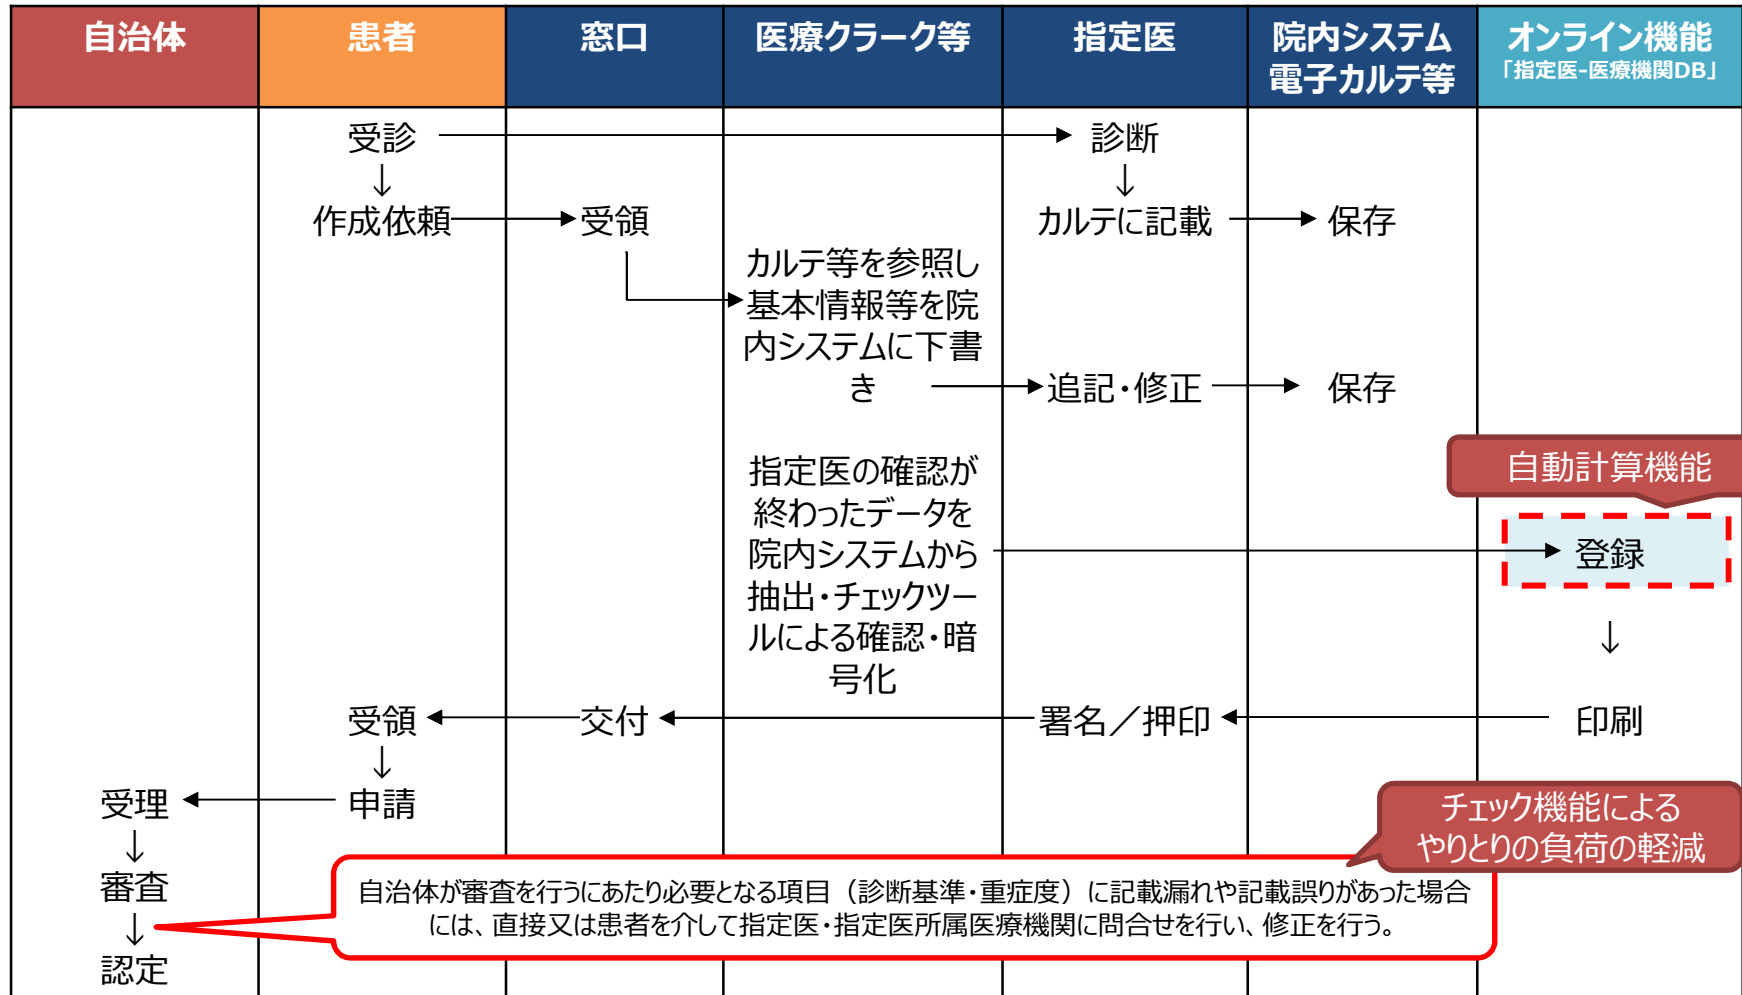 自治体
患者
窓口
医療クラーク等
指定医
院内システム
電子カルテ等
オンライン機能
「指定医-医療機関DB」
受診
診断
↓
↓
作成依頼
受領
カルテに記載
保存
カルテ等を参照し
基本情報等を院
内システムに下書
き
追記・修正
保存
自動計算機能
指定医の確認が
終わったデータを
院内システムから
抽出・チェックツー
ルによる確認・暗
号化
登録
↓
受領
交付
署名／押印
印刷
↓
受理
申請
チェック機能による
やりとりの負荷の軽減
↓
審査
自治体が審査を行うにあたり必要となる項目（診断基準・重症度）に記載漏れや記載誤りがあった場合
には、直接又は患者を介して指定医・指定医所属医療機関に問合せを行い、修正を行う。
↓
認定